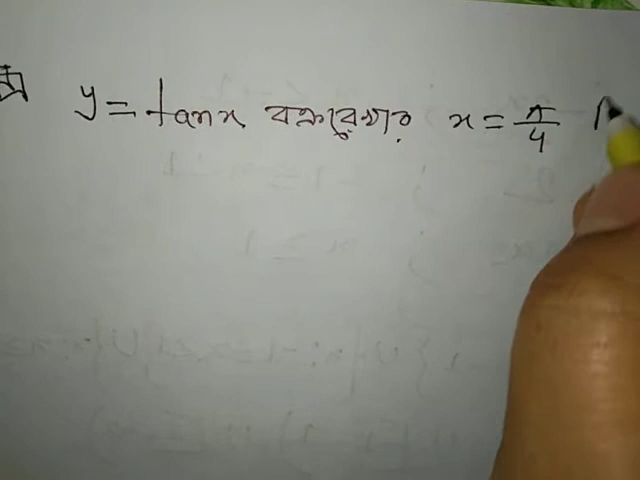 y = tanx বক্ররেখার x = π/4